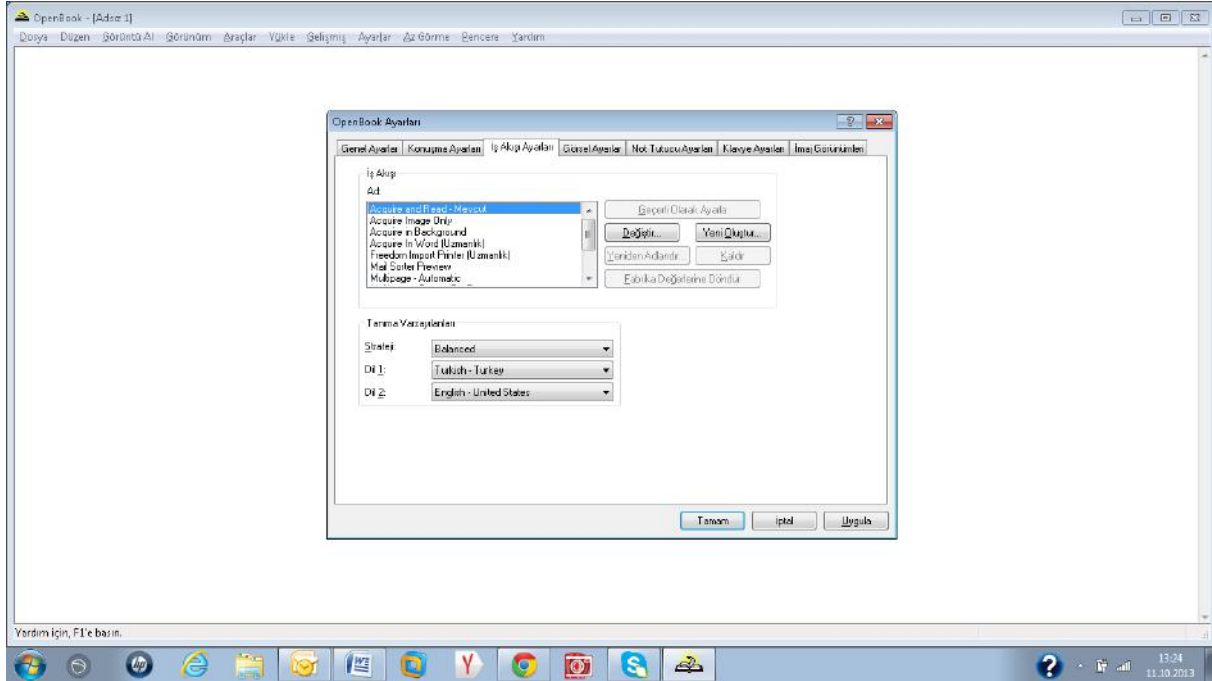 OpenBook - [Adsız 1]
Dosya Düzen Görüntü Al Görünüm Araçlar Yükle Gelişmiş Ayarlar Az Görme Pencere Yardım
OpenBook Ayarları
Genel Ayarlar Konuşma Ayarları İş Akışı Ayarları Görsel Ayarlar Not Tutucu Ayarları Klavye Ayarları İmaj Görünümleri
İş Akışı
Ad:
Acquire and Read - Mevcut
Acquire Image Only
Acquire in Background
Acquire In Word (Uzmanlık)
Freedom Import Printer (Uzmanlık)
Mail Sorter Preview
Multipage - Automatic
Geçerli Olarak Ayarla
Değiştir... Yeni Oluştur...
Yeniden Adlandır... Kaldır
Fabrika Değerlerine Döndür
Tanıma Varsayılanları
Strateji: Balanced
Dil 1: Turkish - Turkey
Dil 2: English - United States
Tamam İptal Uygula
Yardım için, F1'e basın.
13:24
11.10.2013